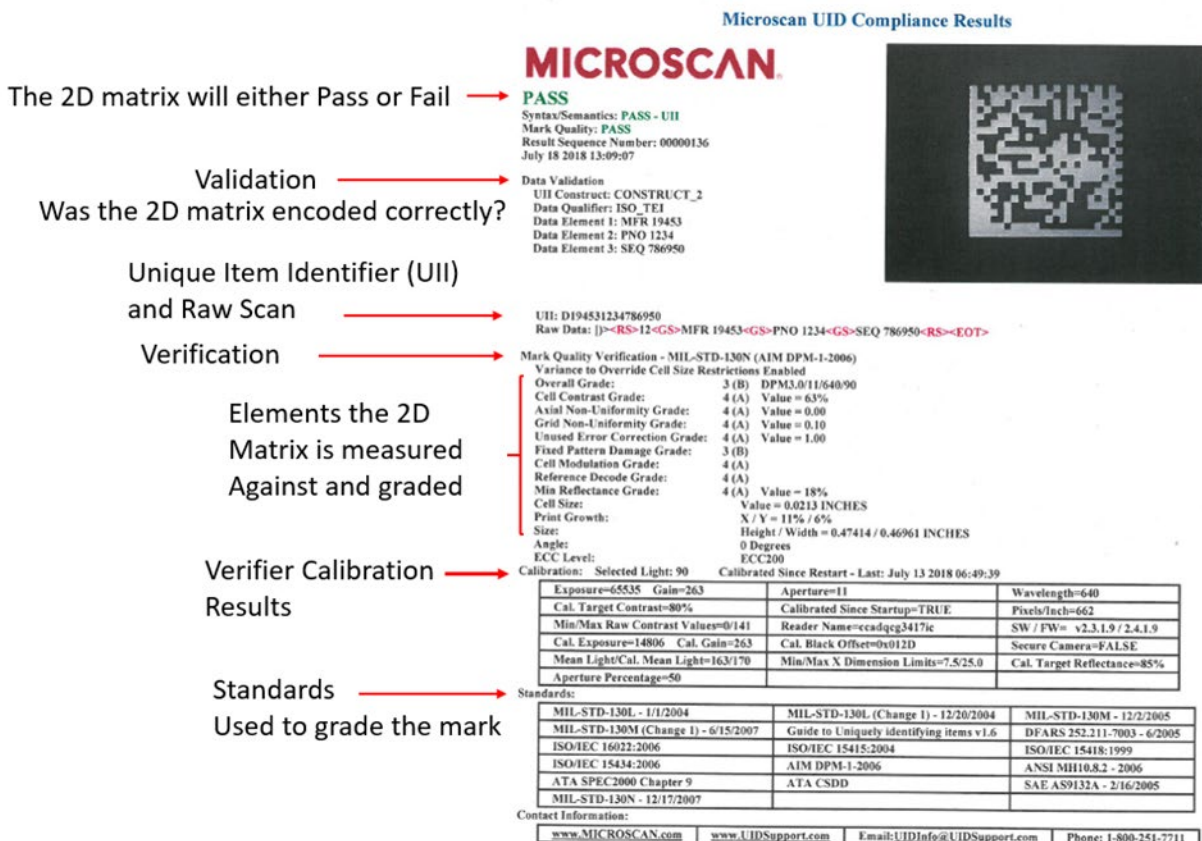 Microscan UID Compliance Results
MICROSCAN
The 2D matrix will either Pass or Fail
PASS
Syntax/Semantics: PASS - UII
Mark Quality: PASS
Result Sequence Number: 00000136
July 18 2018 13:09:07
Validation
Was the 2D matrix encoded correctly?
Data Validation
UII Construct: CONSTRUCT_2
Data Qualifier: ISO_TEI
Data Element 1: MFR 19453
Data Element 2: PNO 1234
Data Element 3: SEQ 786950
Unique Item Identifier (UII)
and Raw Scan
UII: D194531234786950
Raw Data: [)><RS>12<GS>MFR 19453<GS>PNO 1234<GS>SEQ 786950<RS><EOT>
Verification
Mark Quality Verification - MIL-STD-130N (AIM DPM-1-2006)
Variance to Override Cell Size Restrictions Enabled
Elements the 2D
Matrix is measured
Against and graded
Overall Grade: 3 (B) DPM3.0/11/640/90
Cell Contrast Grade: 4 (A) Value = 63%
Axial Non-Uniformity Grade: 4 (A) Value = 0.00
Grid Non-Uniformity Grade: 4 (A) Value = 0.10
Unused Error Correction Grade: 4 (A) Value = 1.00
Fixed Pattern Damage Grade: 3 (B)
Cell Modulation Grade: 4 (A)
Reference Decode Grade: 4 (A)
Min Reflectance Grade: 4 (A) Value = 18%
Cell Size: Value = 0.0213 INCHES
Print Growth: X / Y = 11% / 6%
Size: Height / Width = 0.47414 / 0.46961 INCHES
Angle: 0 Degrees
ECC Level: ECC200
Verifier Calibration
Results
Calibration: Selected Light: 90 Calibrated Since Restart - Last: July 13 2018 06:49:39
Exposure=65535 Gain=263 Aperture=11 Wavelength=640
Cal. Target Contrast=80% Calibrated Since Startup=TRUE Pixels/Inch=662
Min/Max Raw Contrast Values=0/141 Reader Name=ccadqcg3417ic SW / FW= v2.3.1.9 / 2.4.1.9
Cal. Exposure=14806 Cal. Gain=263 Cal. Black Offset=0x012D Secure Camera=FALSE
Mean Light/Cal. Mean Light=163/170 Min/Max X Dimension Limits=7.5/25.0 Cal. Target Reflectance=85%
Aperture Percentage=50
Standards
Used to grade the mark
Standards:
MIL-STD-130L - 1/1/2004 MIL-STD-130L (Change 1) - 12/20/2004 MIL-STD-130M - 12/2/2005
MIL-STD-130M (Change 1) - 6/15/2007 Guide to Uniquely identifying items v1.6 DFARS 252.211-7003 - 6/2005
ISO/IEC 16022:2006 ISO/IEC 15415:2004 ISO/IEC 15418:1999
ISO/IEC 15434:2006 AIM DPM-1-2006 ANSI MH10.8.2 - 2006
ATA SPEC2000 Chapter 9 ATA CSDD SAE AS9132A - 2/16/2005
MIL-STD-130N - 12/17/2007
Contact Information:
www.MICROSCAN.com www.UIDSupport.com Email:UIDInfo@UIDSupport.com Phone: 1-800-251-7711